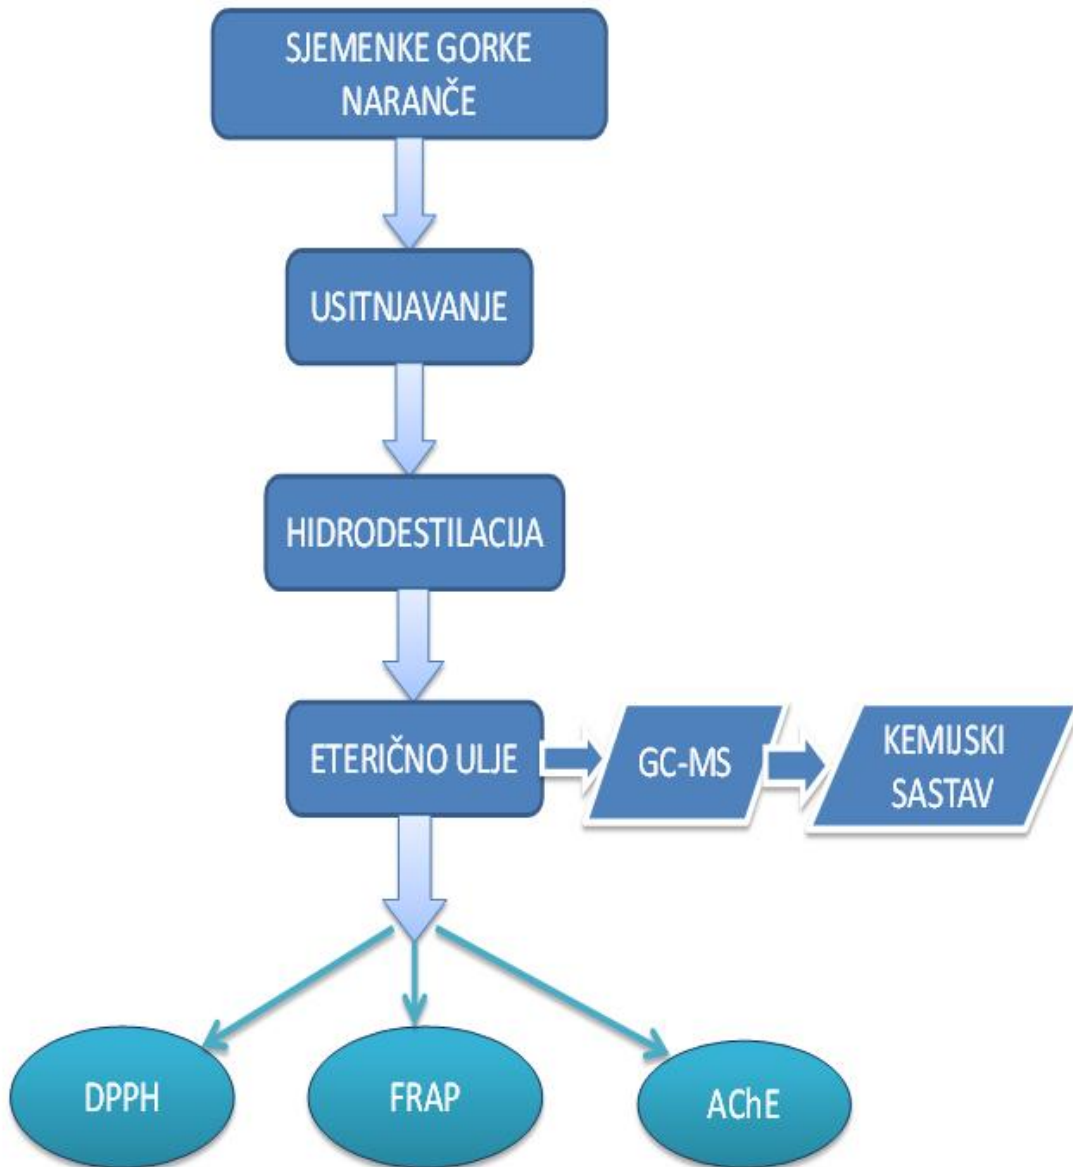 SJEMENKE GORKE
NARANČE
USITNJAVANJE
HIDRODESTILACIJA
ETERIČNO ULJE
GC-MS
KEMIJSKI
SASTAV
DPPH
FRAP
AChE